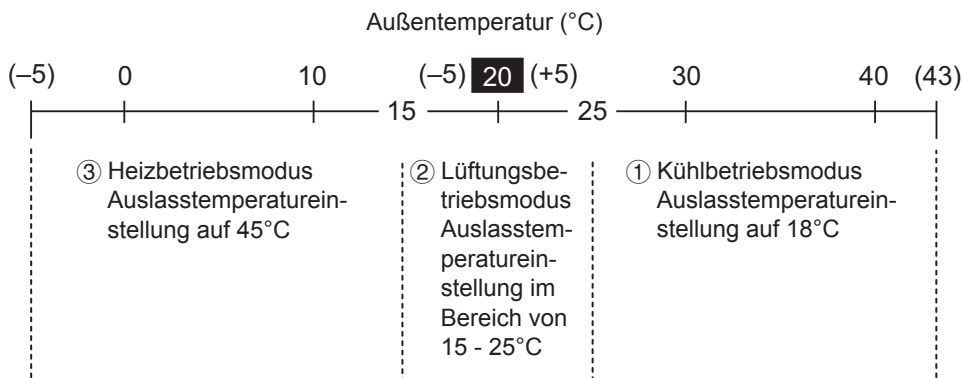 Außentemperatur (°C)
(–5) 0 10 (–5) 20 (+5) 30 40 (43)
15 25
③ Heizbetriebsmodus
Auslasstemperaturein-
stellung auf 45°C
② Lüftungsbe-
triebsmodus
Auslasstem-
peraturein-
stellung im
Bereich von
15 - 25°C
① Kühlbetriebsmodus
Auslasstemperaturein-
stellung auf 18°C